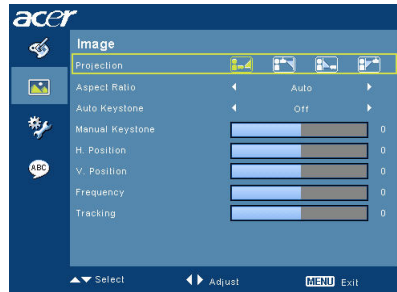 acer
Image
Projection
Aspect Ratio Auto
Auto Keystone Off
Manual Keystone 0
H. Position 0
ABC
V. Position 0
Frequency 0
Tracking 0
Select Adjust MENU Exit